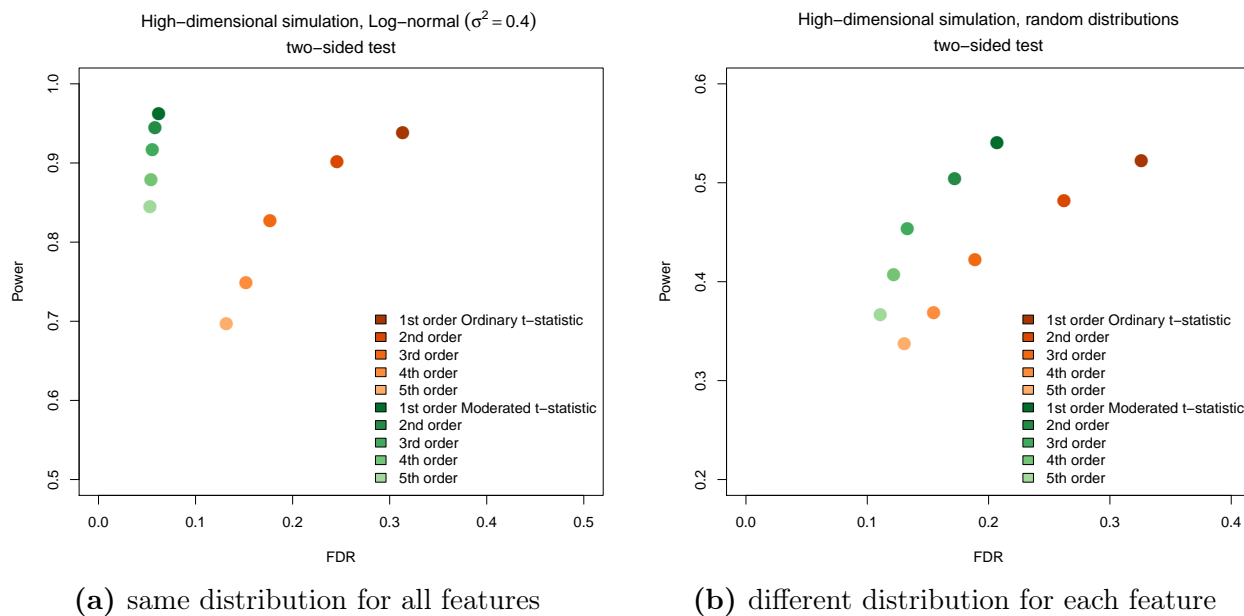 High−dimensional simulation, Log−normal (σ² = 0.4)
two−sided test
Power
1.0
0.9
0.8
0.7
0.6
0.5
1st order Ordinary t−statistic
2nd order
3rd order
4th order
5th order
1st order Moderated t−statistic
2nd order
3rd order
4th order
5th order
0.0 0.1 0.2 0.3 0.4 0.5
FDR
(a) same distribution for all features
High−dimensional simulation, random distributions
two−sided test
Power
0.6
0.5
0.4
0.3
0.2
1st order Ordinary t−statistic
2nd order
3rd order
4th order
5th order
1st order Moderated t−statistic
2nd order
3rd order
4th order
5th order
0.0 0.1 0.2 0.3 0.4
FDR
(b) different distribution for each feature